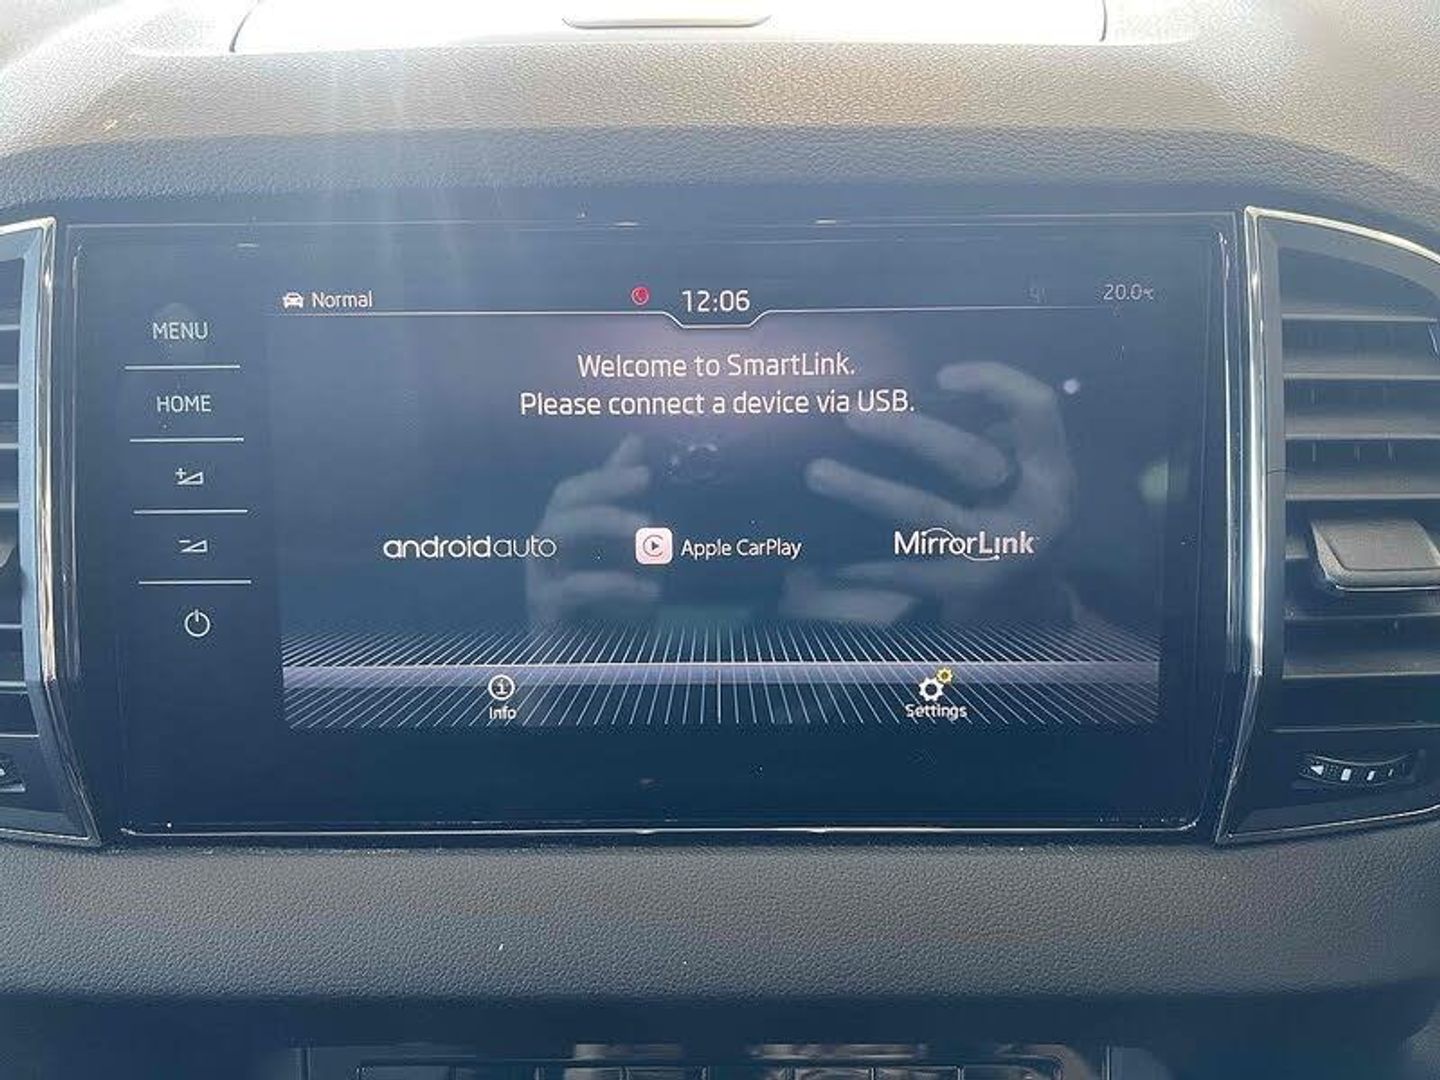 Normal
12:06
20.0°C
MENU
HOME
Welcome to SmartLink.
Please connect a device via USB.
androidauto
Apple CarPlay
MirrorLink
Info
Settings